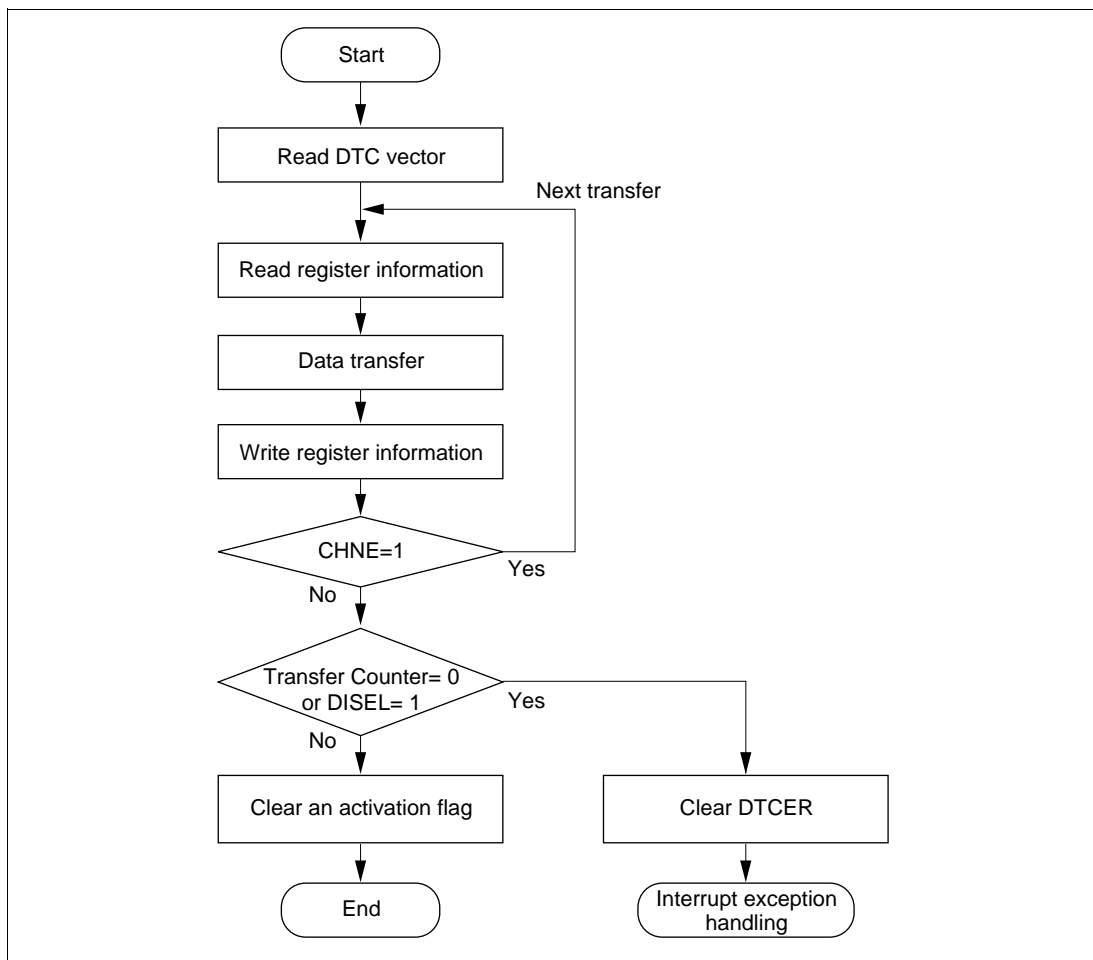 Start
Read DTC vector
Next transfer
Read register information
Data transfer
Write register information
CHNE=1
Yes
No
Transfer Counter= 0
or DISEL= 1
Yes
No
Clear an activation flag
Clear DTCER
End
Interrupt exception
handling